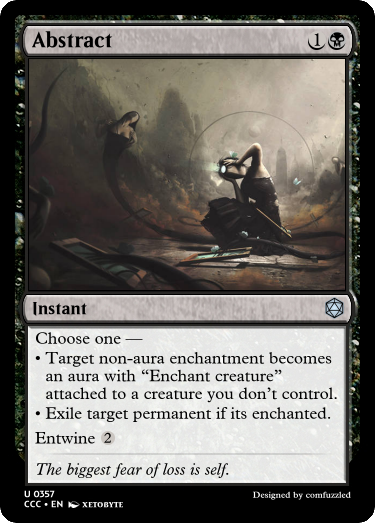 Abstract 1
Instant
Choose one —
• Target non-aura enchantment becomes
an aura with “Enchant creature”
attached to a creature you don't control.
• Exile target permanent if its enchanted.
Entwine 2
The biggest fear of loss is self.
U 0357
CCC • EN XETOBYTE
Designed by comfuzzled